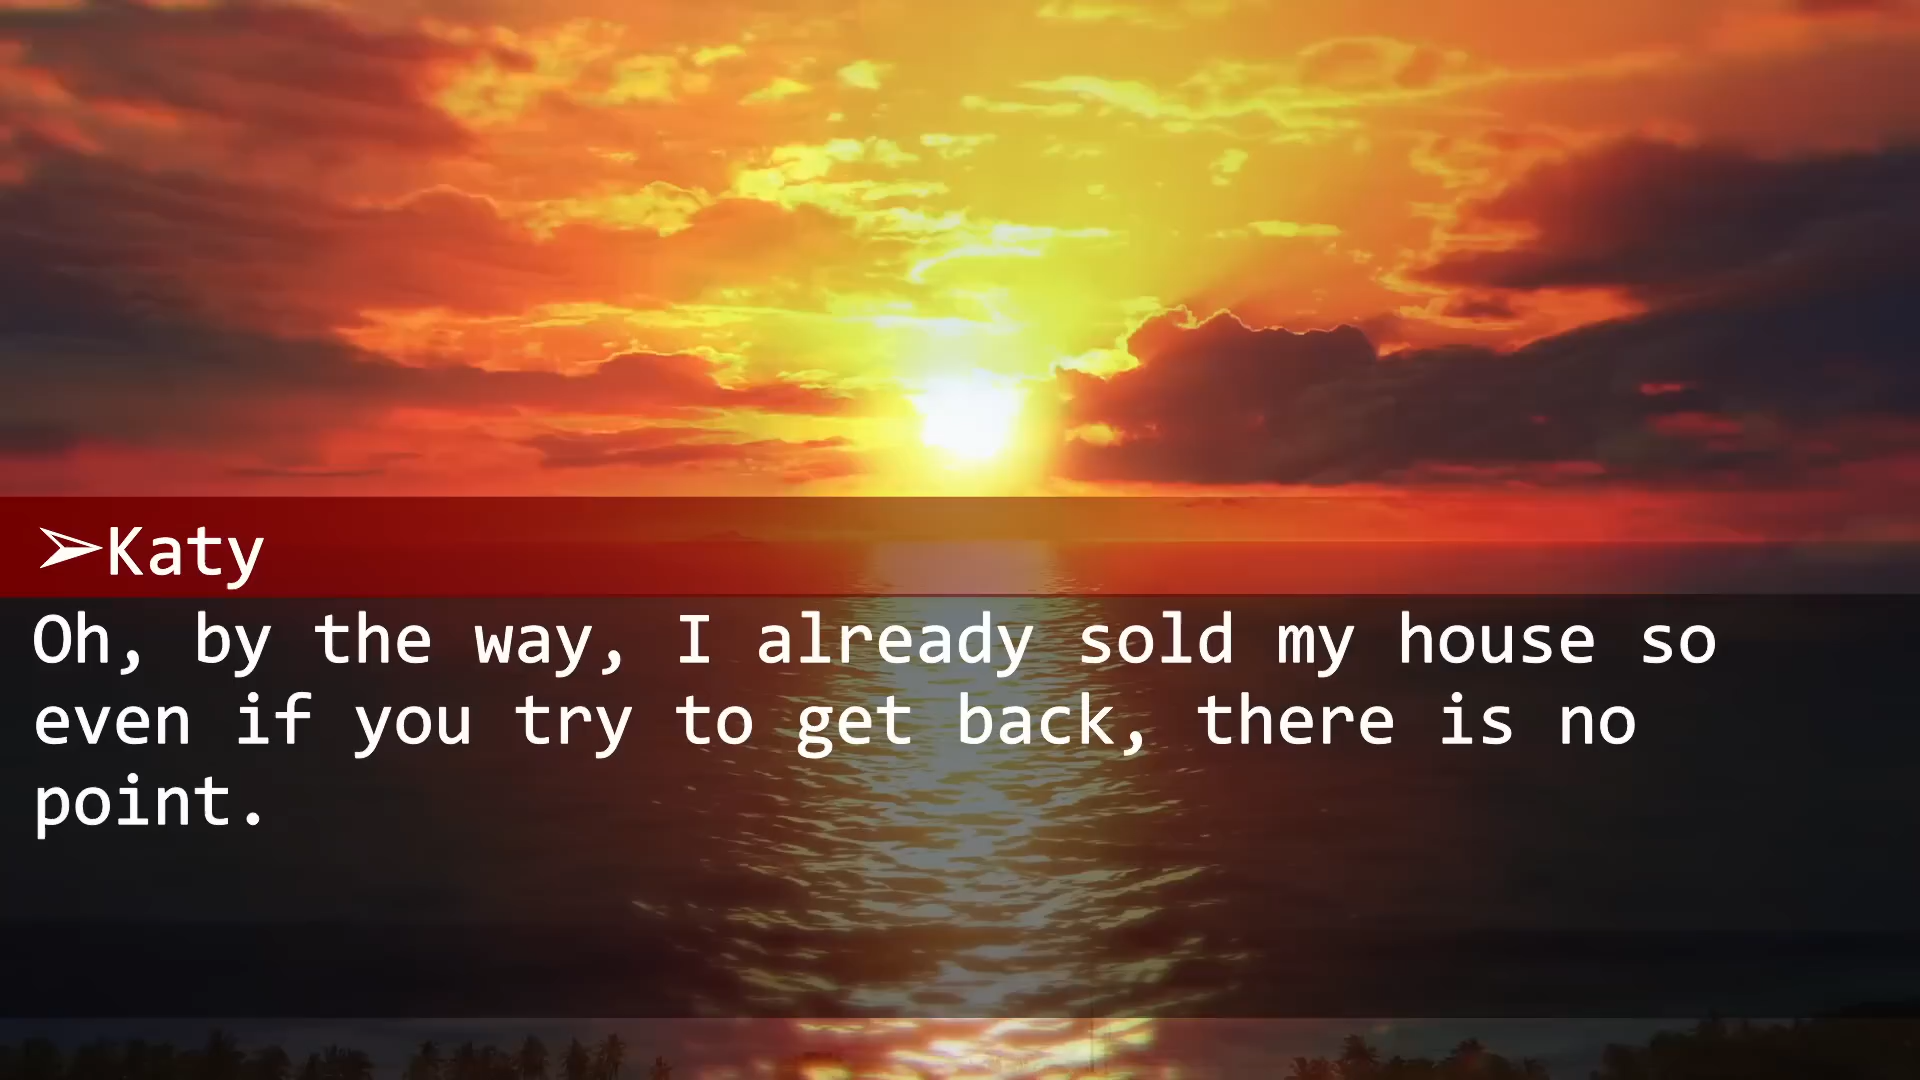 ➢Katy
Oh, by the way, I already sold my house so
even if you try to get back, there is no
point.